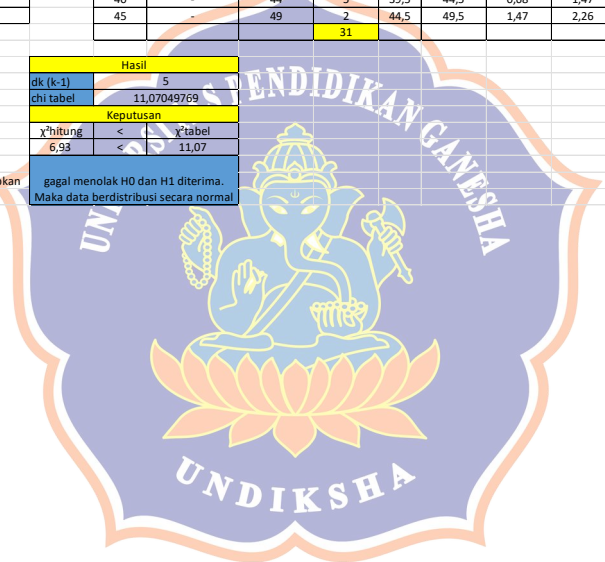 45 - 49 2 44,5 49,5 1,47 2,26
31
Hasil
dk (k-1) 5
chi tabel 11,07049769
Keputusan
χ²hitung < χ²tabel
6,93 < 11,07
gagal menolak H0 dan H1 diterima.
Maka data berdistribusi secara normal
PENDIDIKAN GANESHA
UNDIKSHA